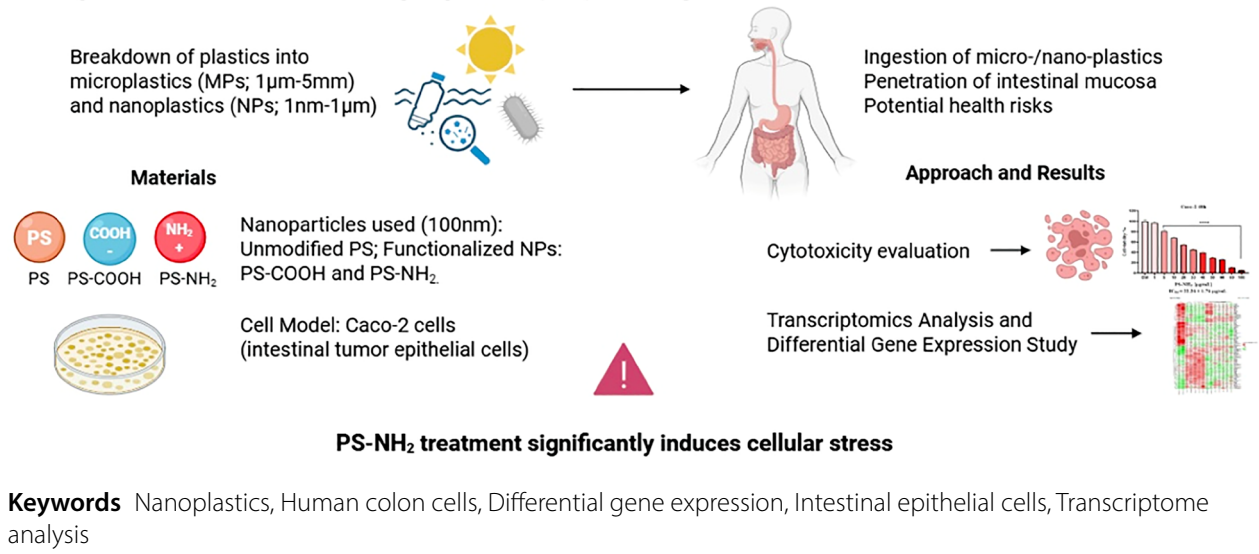 Breakdown of plastics into
microplastics (MPs; 1μm-5mm)
and nanoplastics (NPs; 1nm-1μm)
Ingestion of micro-/nano-plastics
Penetration of intestinal mucosa
Potential health risks
Materials
PS
COOH
-
NH₂
+
PS
PS-COOH
PS-NH₂
Nanoparticles used (100nm):
Unmodified PS; Functionalized NPs:
PS-COOH and PS-NH₂.
Cell Model: Caco-2 cells
(intestinal tumor epithelial cells)
Approach and Results
Cytotoxicity evaluation
Transcriptomics Analysis and
Differential Gene Expression Study
!
PS-NH₂ treatment significantly induces cellular stress
Keywords Nanoplastics, Human colon cells, Differential gene expression, Intestinal epithelial cells, Transcriptome
analysis